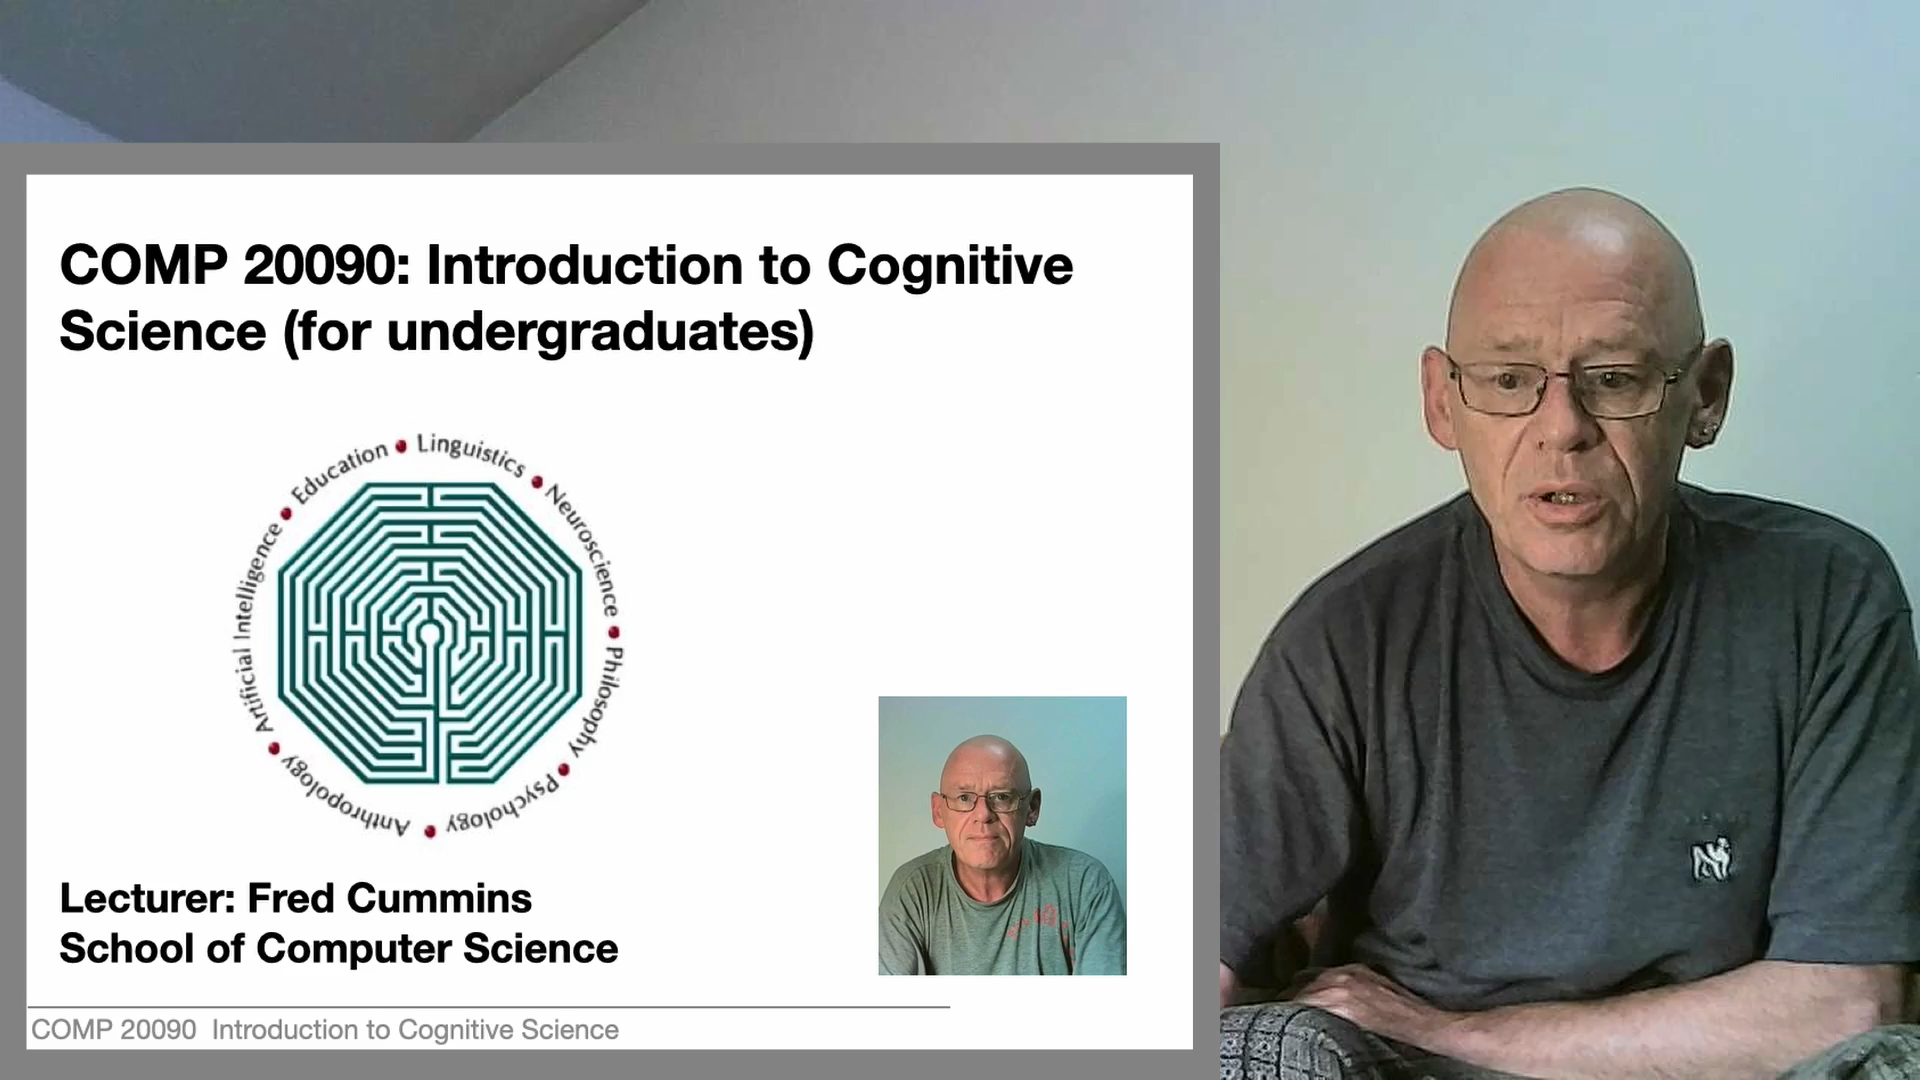 COMP 20090: Introduction to Cognitive
Science (for undergraduates)
Linguistics
Neuroscience
Philosophy
Psychology
Anthropology
Artificial Intelligence
Education
Lecturer: Fred Cummins
School of Computer Science
COMP 20090 Introduction to Cognitive Science